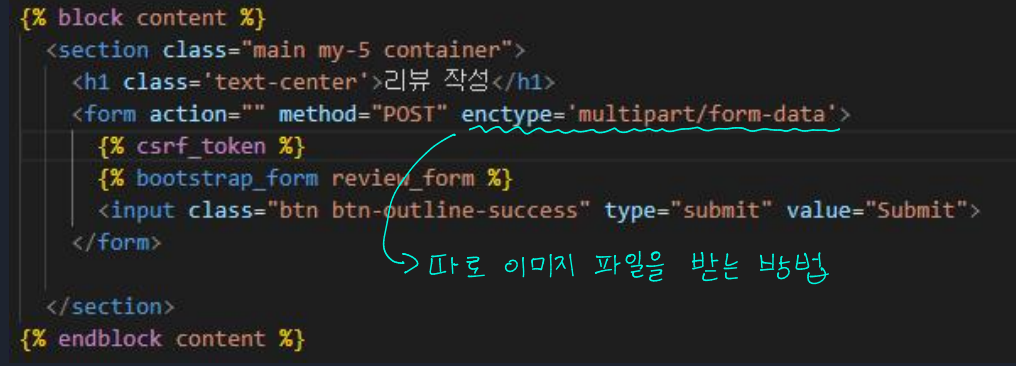 {% block content %}
<section class="main my-5 container">
<h1 class='text-center'>리뷰 작성</h1>
<form action="" method="POST" enctype='multipart/form-data'>
{% csrf_token %}
{% bootstrap_form review_form %}
<input class="btn btn-outline-success" type="submit" value="Submit">
</form>
따로 이미지 파일을 받는 방법
</section>
{% endblock content %}